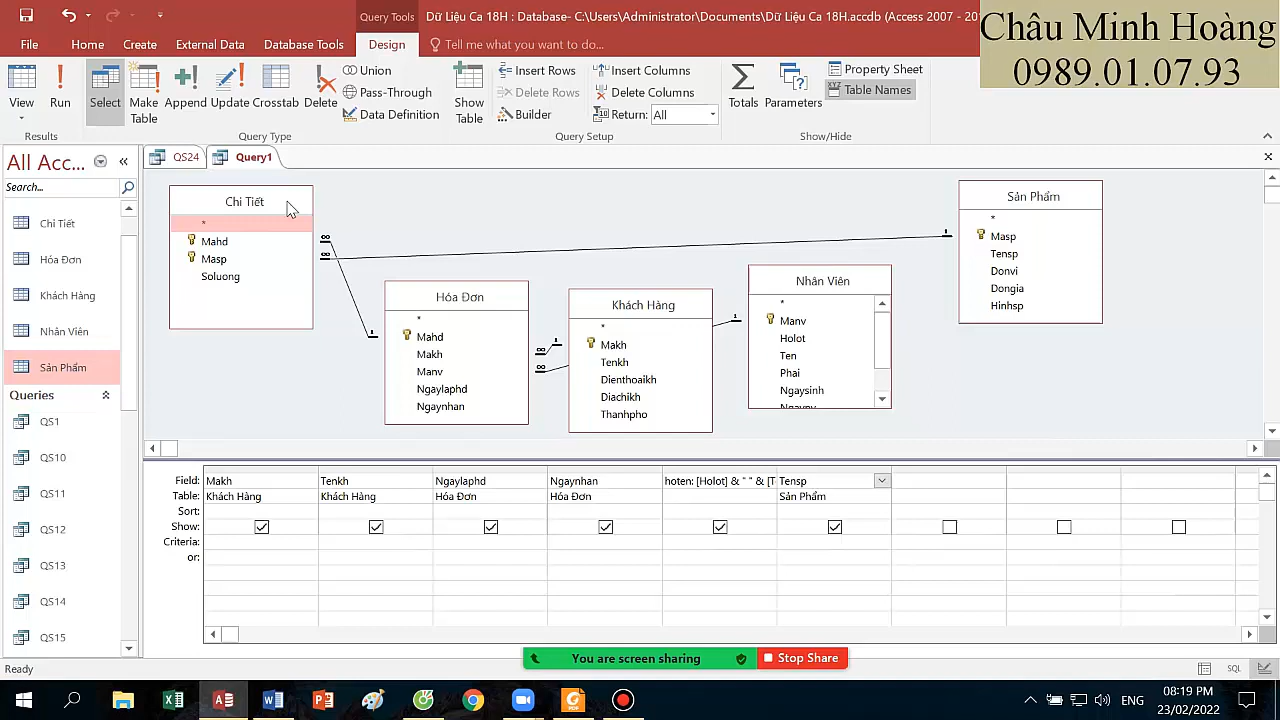 Query Tools
Dữ Liệu Ca 18H : Database- C:\Users\Administrator\Documents\Dữ Liệu Ca 18H.accdb (Access 2007 - 20
Châu Minh Hoàng
0989.01.07.93
File Home Create External Data Database Tools Design Tell me what you want to do...
View Run Select Make Table Append Update Crosstab Delete
Union
Pass-Through
Data Definition
Show Table
Insert Rows
Delete Rows
Builder
Insert Columns
Delete Columns
Return: All
Totals Parameters
Property Sheet
Table Names
Results Query Type Query Setup Show/Hide
All Acc...
Search...
QS24 Query1
Chi Tiết
Hóa Đơn
Khách Hàng
Nhân Viên
Sản Phẩm
Queries
QS1
QS10
QS11
QS12
QS13
QS14
QS15
Chi Tiết
*
Mahd
Masp
Soluong
Hóa Đơn
*
Mahd
Makh
Manv
Ngaylaphd
Ngaynhan
Khách Hàng
*
Makh
Tenkh
Dienthoaikh
Diachikh
Thanhpho
Nhân Viên
*
Manv
Holot
Ten
Phai
Ngaysinh
Sản Phẩm
*
Masp
Tensp
Donvi
Dongia
Hinhsp
Field: Makh Tenkh Ngaylaphd Ngaynhan hoten: [Holot] & " " & [T Tensp
Table: Khách Hàng Khách Hàng Hóa Đơn Hóa Đơn Sản Phẩm
Sort:
Show:
Criteria:
or:
You are screen sharing Stop Share
Ready
SQL
ENG
08:19 PM
23/02/2022